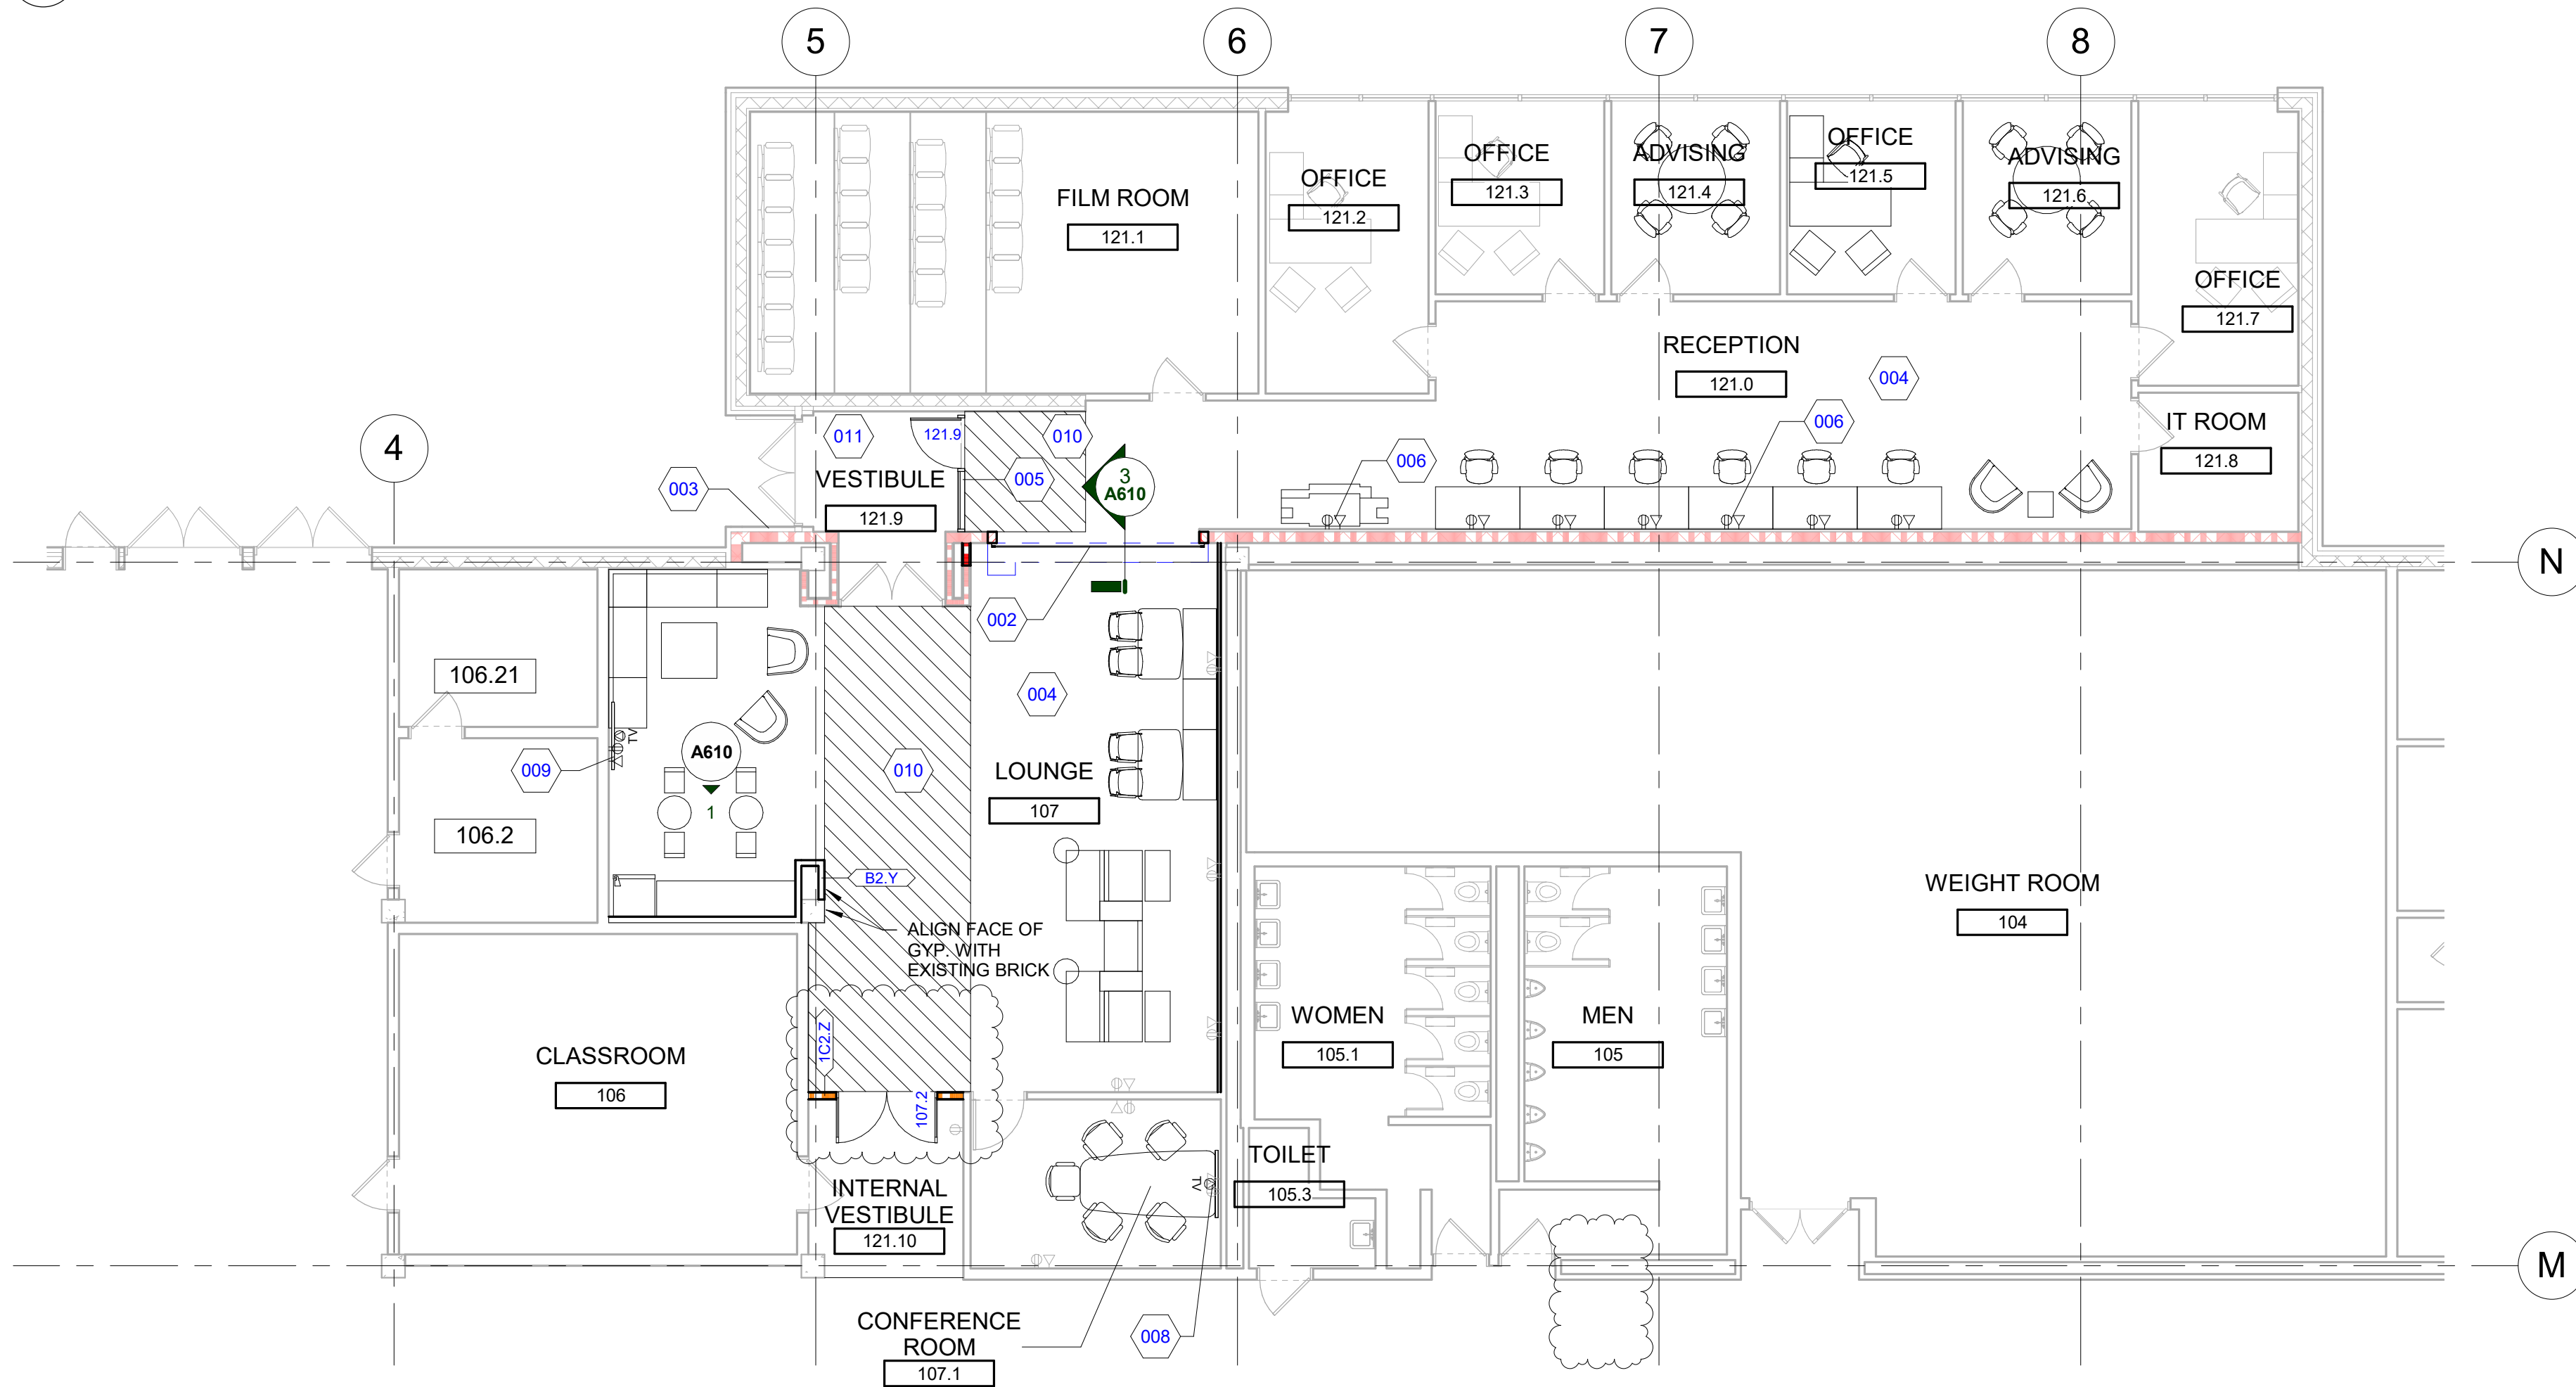 5
6
7
8
OFFICE
121.2
OFFICE
121.3
ADVISING
121.4
OFFICE
121.5
ADVISING
121.6
FILM ROOM
121.1
OFFICE
121.7
RECEPTION
121.0
004
006
006
IT ROOM
121.8
4
011
121.9
010
003
VESTIBULE
121.9
005
3
A610
N
002
106.21
004
TV
009
A610
1
010
LOUNGE
107
106.2
B2.Y
ALIGN FACE OF
GYP. WITH
EXISTING BRICK
WEIGHT ROOM
104
WOMEN
105.1
MEN
105
1C2.Z
CLASSROOM
106
107.2
TOILET
105.3
TV
INTERNAL
VESTIBULE
121.10
M
CONFERENCE
ROOM
107.1
008